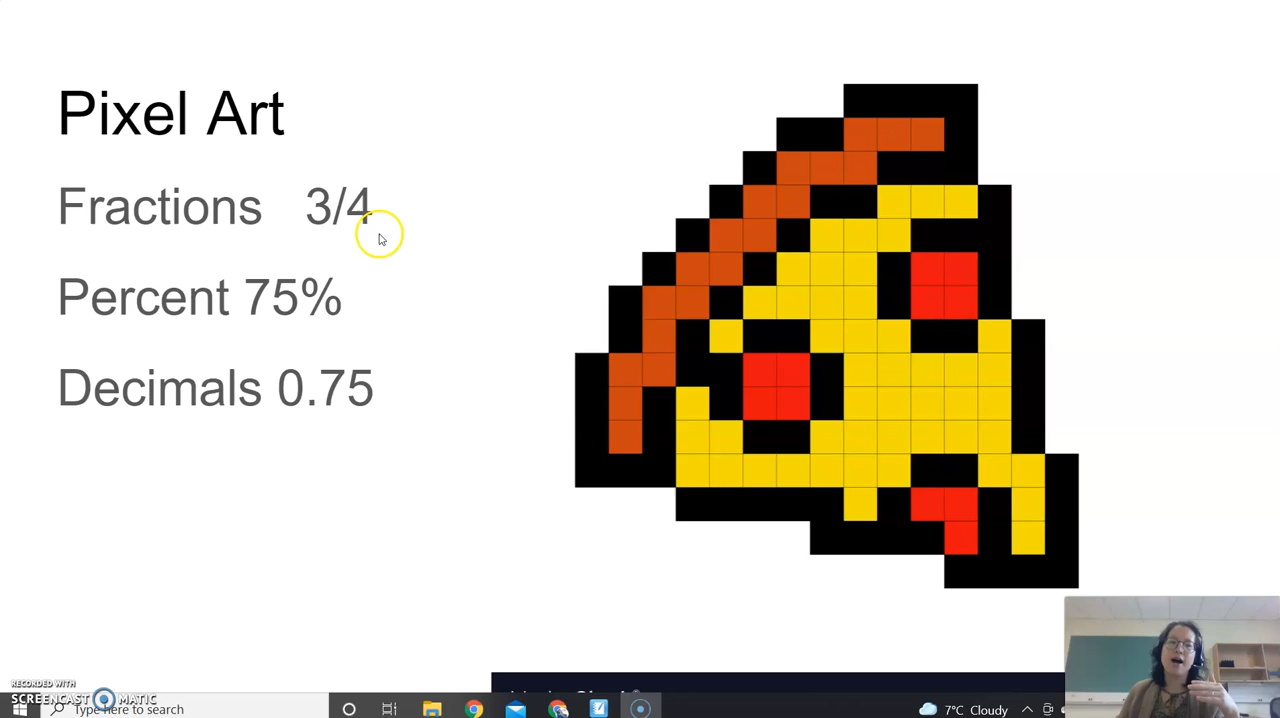 Pixel Art
Fractions 3/4
Percent 75%
Decimals 0.75
RECORDED WITH
SCREENCAST MATIC
Type here to search
7°C Cloudy